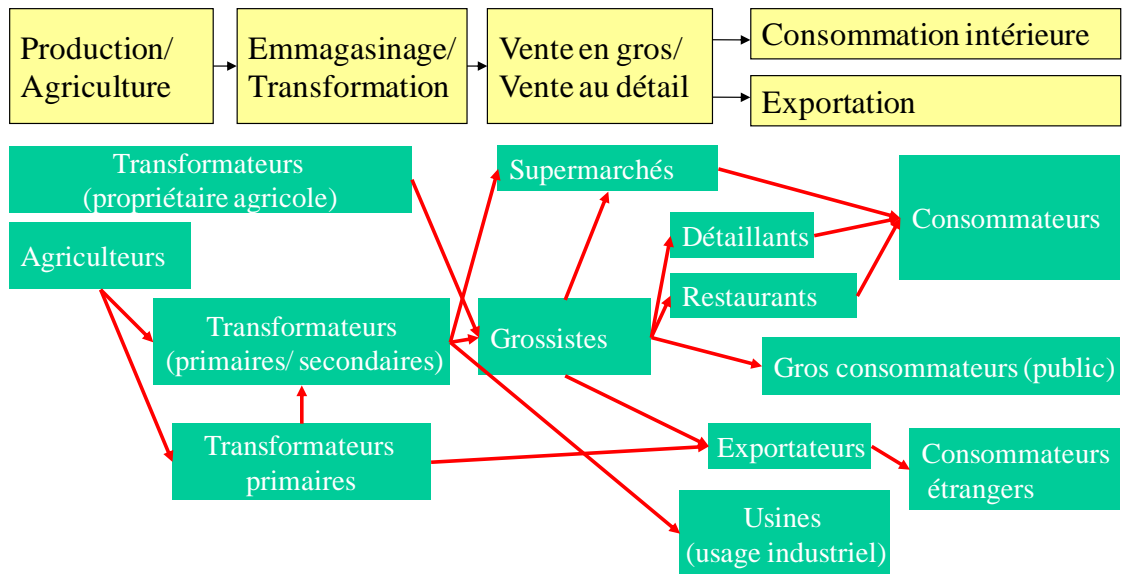 Production/
Agriculture
Emmagasinage/
Transformation
Vente en gros/
Vente au détail
Consommation intérieure
Exportation
Transformateurs
(propriétaire agricole)
Supermarchés
Consommateurs
Agriculteurs
Détaillants
Restaurants
Transformateurs
(primaires/ secondaires)
Grossistes
Gros consommateurs (public)
Transformateurs
primaires
Exportateurs
Consommateurs
étrangers
Usines
(usage industriel)